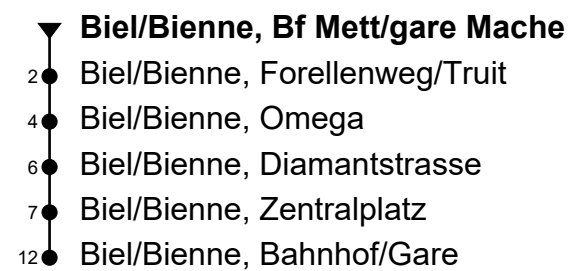 Biel/Bienne, Bf Mett/gare Mache
2 Biel/Bienne, Forellenweg/Truit
4 Biel/Bienne, Omega
6 Biel/Bienne, Diamantstrasse
7 Biel/Bienne, Zentralplatz
12 Biel/Bienne, Bahnhof/Gare